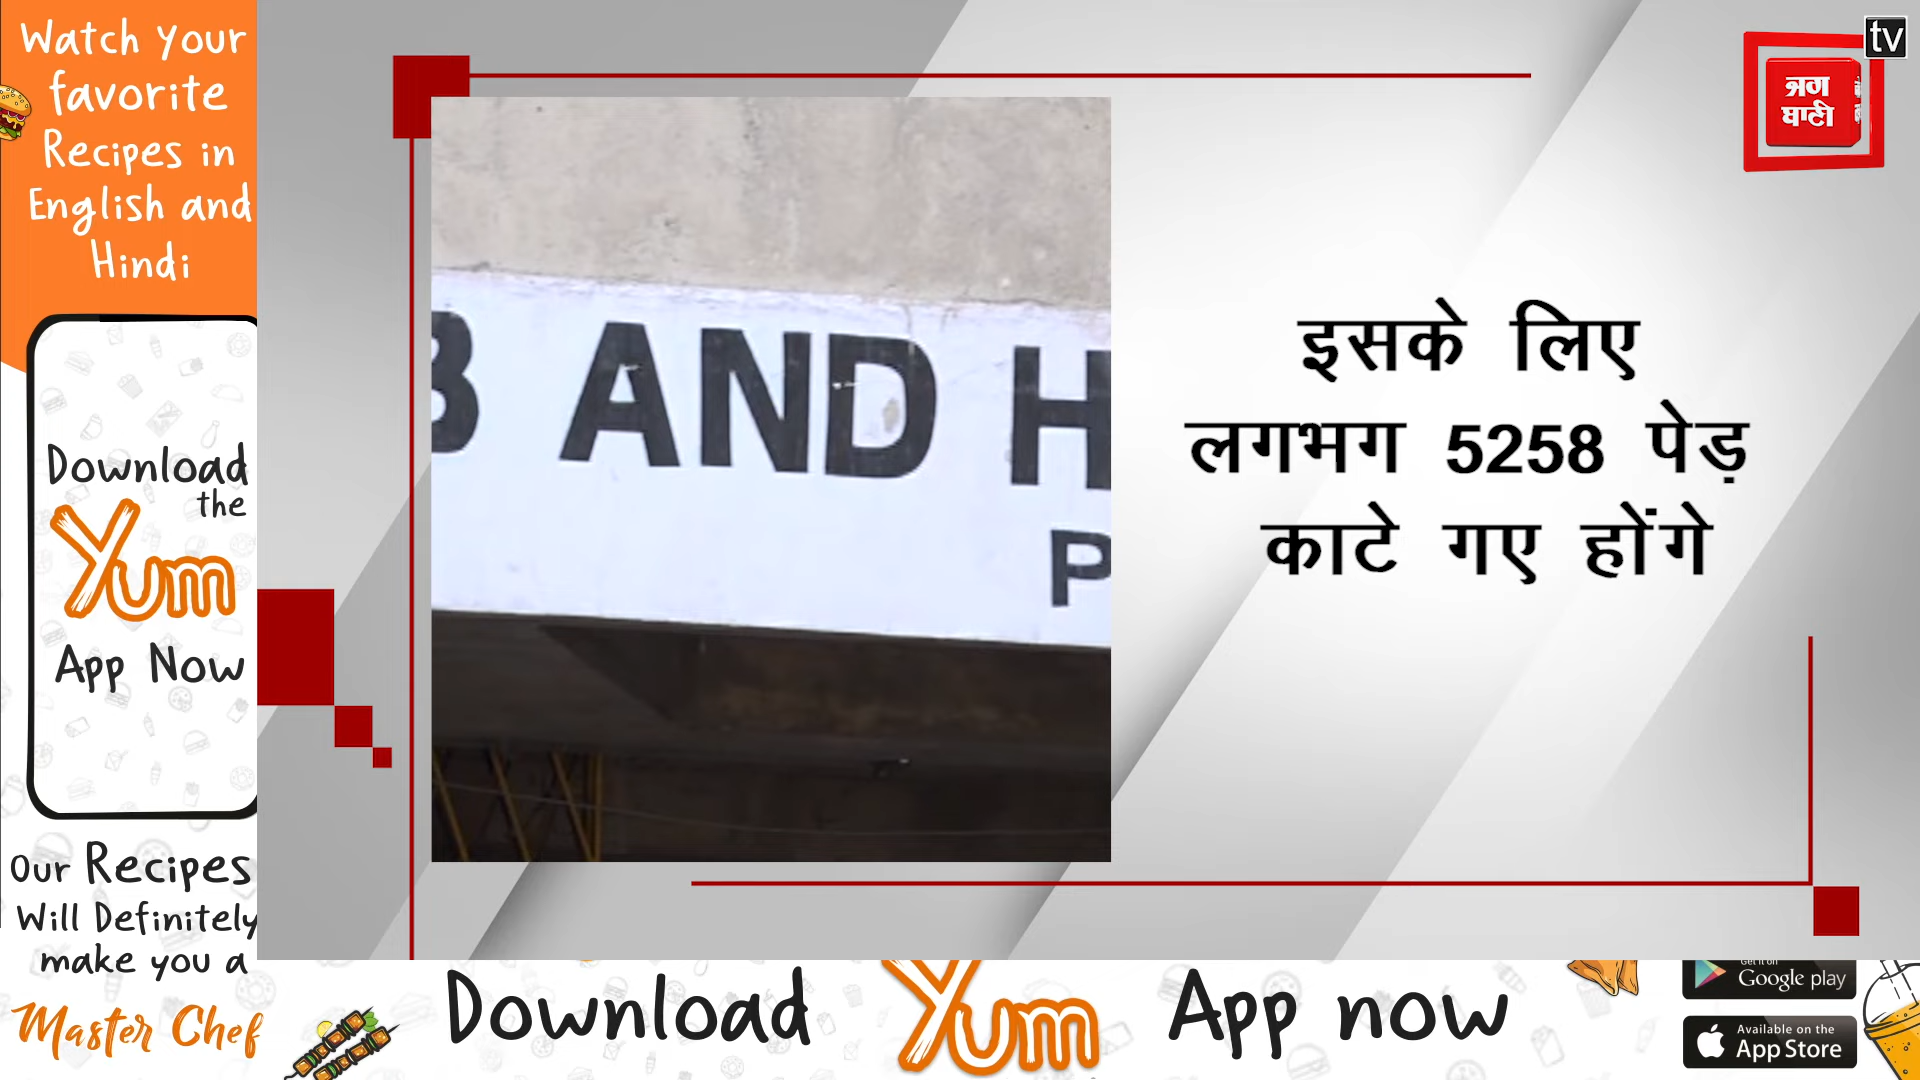 Watch your
favorite
Recipes in
English and
Hindi
Download
the
Yum
App Now
Our Recipes
Will Definitely
make you a
Master Chef
AND H
P
इसके लिए
लगभग 5258 पेड़
काटे गए होंगे
tv
ਜਗ
ਬਾਣੀ
Download Yum App now
Google play
Available on the
App Store